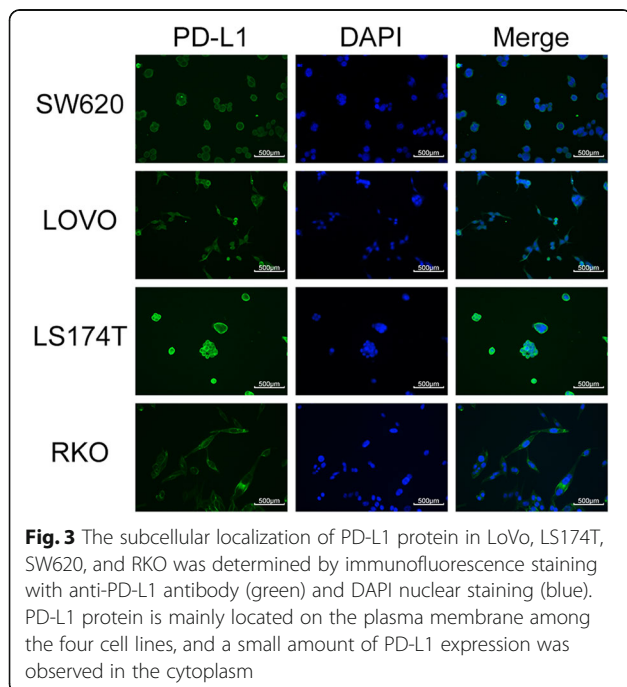 PD-L1 DAPI Merge
SW620
500μm 500μm 500μm
LOVO
500μm 500μm 500μm
LS174T
500μm 500μm 500μm
RKO
500μm 500μm 500μm
Fig. 3 The subcellular localization of PD-L1 protein in LoVo, LS174T,
SW620, and RKO was determined by immunofluorescence staining
with anti-PD-L1 antibody (green) and DAPI nuclear staining (blue).
PD-L1 protein is mainly located on the plasma membrane among
the four cell lines, and a small amount of PD-L1 expression was
observed in the cytoplasm